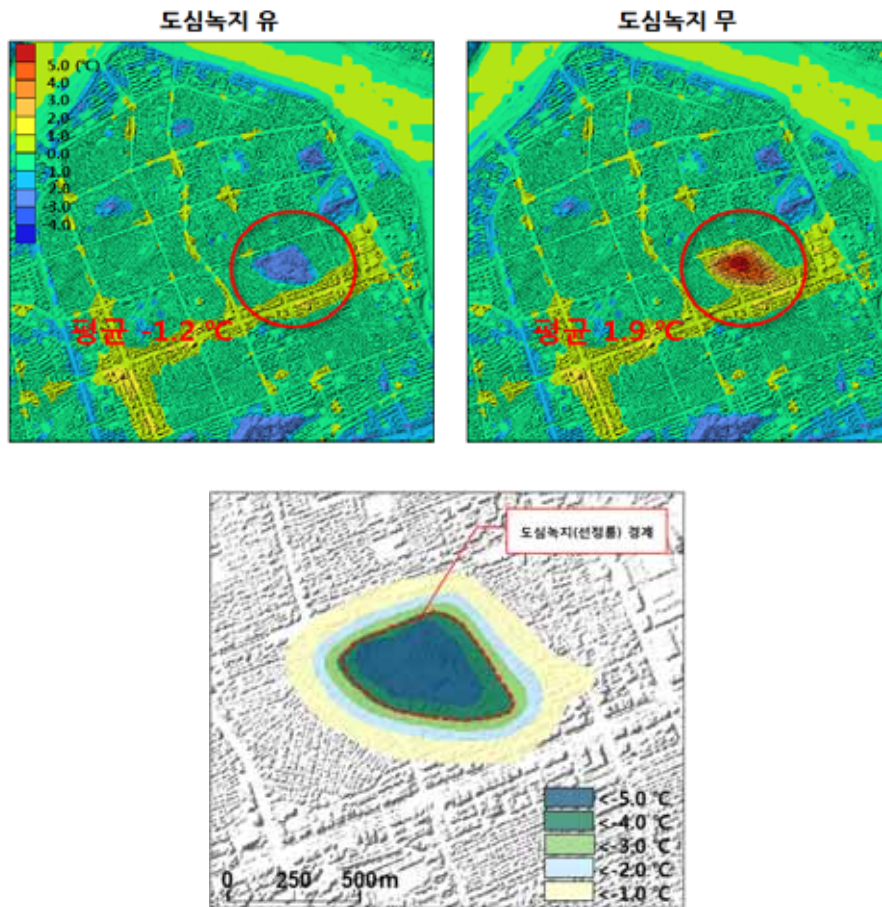 도심녹지 유
도심녹지 무
5.0 (℃)
4.0
3.0
2.0
1.0
0.0
-1.0
-2.0
-3.0
-4.0
평균 -1.2 ℃
평균 1.9 ℃
도심녹지(선정릉) 경계
<-5.0 ℃
<-4.0 ℃
<-3.0 ℃
<-2.0 ℃
<-1.0 ℃
0 250 500m